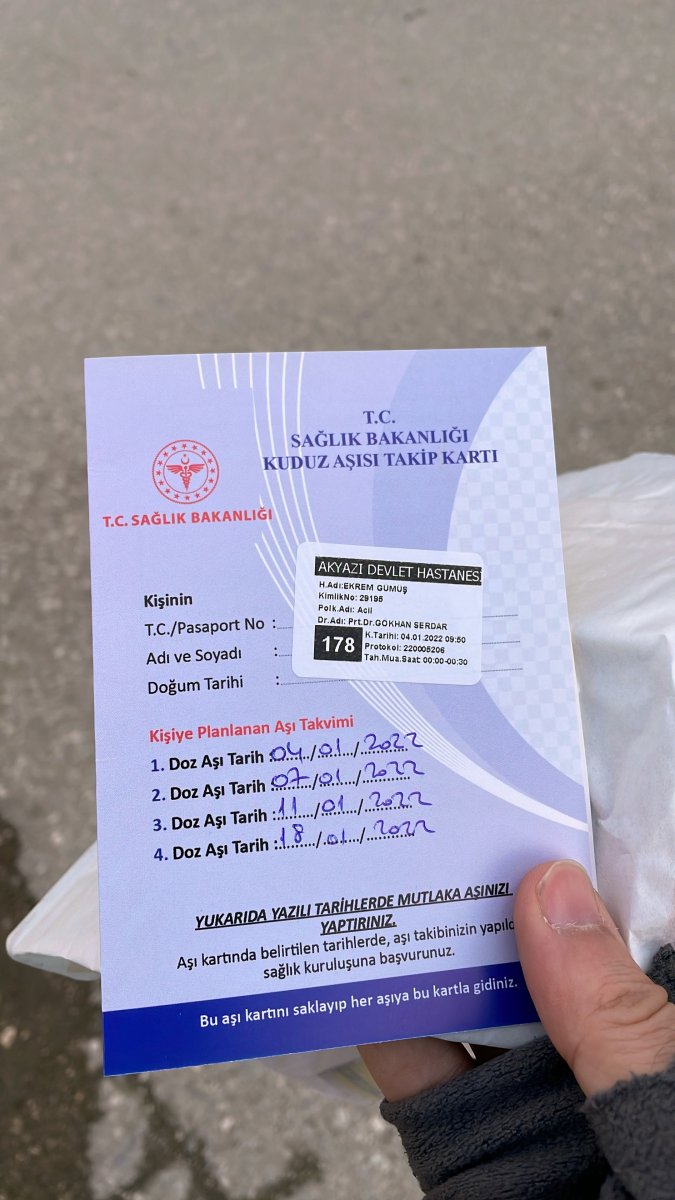 T.C.
SAĞLIK BAKANLIĞI
KUDUZ AŞISI TAKİP KARTI
T.C. SAĞLIK BAKANLIĞI
AKYAZI DEVLET HASTANESİ
H.Adı:EKREM GÜMÜŞ
KimlikNo: 29195
Polk.Adı: Acil
Dr.Adı: Prt.Dr.GÖKHAN SERDAR
178
K.Tarihi: 04.01.2022 09:50
Protokol: 220005206
Tah.Mua.Saat: 00:00-00:30
Kişinin
T.C./Pasaport No :
Adı ve Soyadı :
Doğum Tarihi :
Kişiye Planlanan Aşı Takvimi
1. Doz Aşı Tarih :04/01/2022
2. Doz Aşı Tarih :07/01/2022
3. Doz Aşı Tarih :11/01/2022
4. Doz Aşı Tarih :18/01/2022
YUKARIDA YAZILI TARİHLERDE MUTLAKA AŞINIZI
YAPTIRINIZ.
Aşı kartında belirtilen tarihlerde, aşı takibinizin yapıld
sağlık kuruluşuna başvurunuz.
Bu aşı kartını saklayıp her aşıya bu kartla gidiniz.